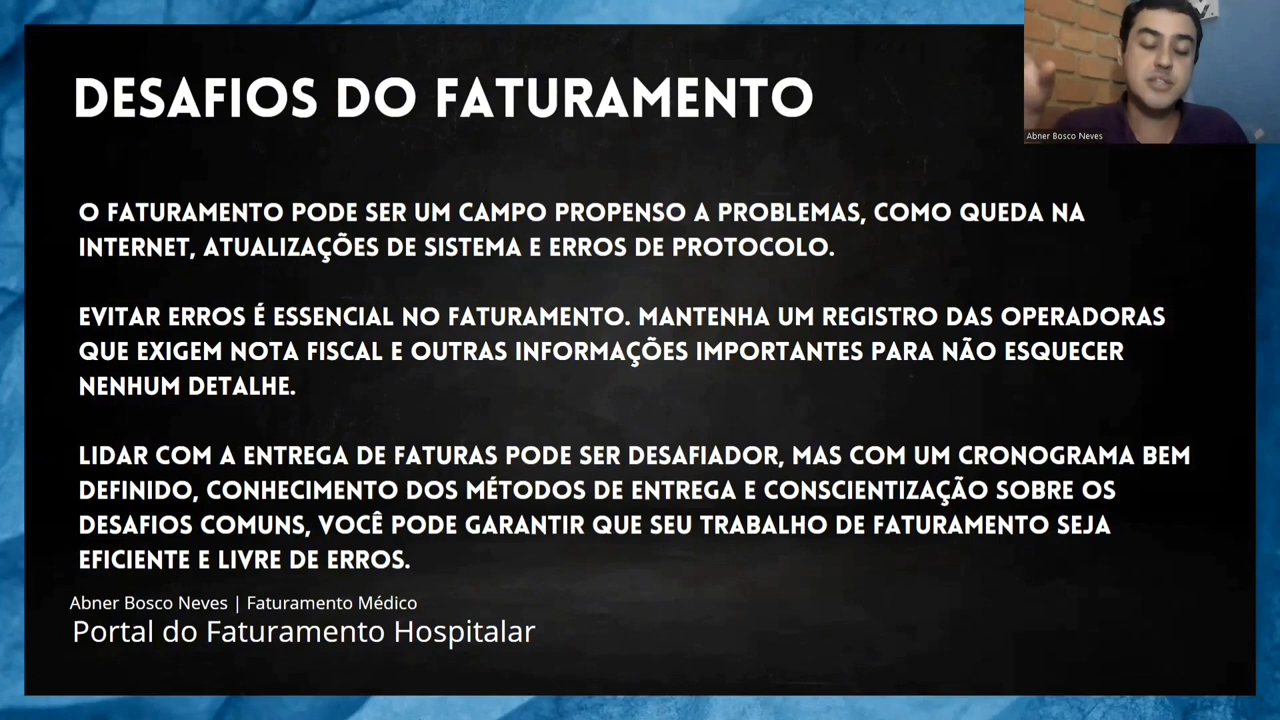 DESAFIOS DO FATURAMENTO
Abner Bosco Neves
O FATURAMENTO PODE SER UM CAMPO PROPENSO A PROBLEMAS, COMO QUEDA NA
INTERNET, ATUALIZAÇÕES DE SISTEMA E ERROS DE PROTOCOLO.
EVITAR ERROS É ESSENCIAL NO FATURAMENTO. MANTENHA UM REGISTRO DAS OPERADORAS
QUE EXIGEM NOTA FISCAL E OUTRAS INFORMAÇÕES IMPORTANTES PARA NÃO ESQUECER
NENHUM DETALHE.
LIDAR COM A ENTREGA DE FATURAS PODE SER DESAFIADOR, MAS COM UM CRONOGRAMA BEM
DEFINIDO, CONHECIMENTO DOS MÉTODOS DE ENTREGA E CONSCIENTIZAÇÃO SOBRE OS
DESAFIOS COMUNS, VOCÊ PODE GARANTIR QUE SEU TRABALHO DE FATURAMENTO SEJA
EFICIENTE E LIVRE DE ERROS.
Abner Bosco Neves | Faturamento Médico
Portal do Faturamento Hospitalar